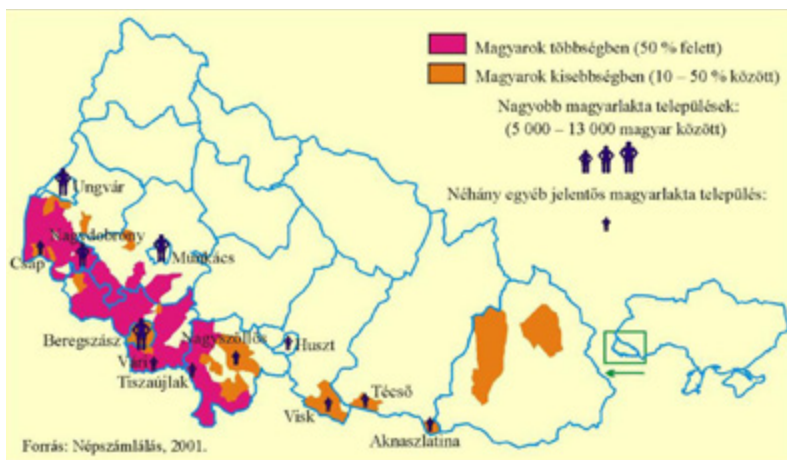 Magyarok többségben (50 % felett)
Magyarok kisebbségben (10 – 50 % között)
Nagyobb magyarlakta települések:
(5 000 – 13 000 magyar között)
Néhány egyéb jelentős magyarlakta település:
Ungvár
Nagydobrony
Csap
Munkács
Beregszász
Vári
Tiszaújlak
Nagyszőllős
Huszt
Visk
Técső
Aknaszlatina
Forrás: Népszámlálás, 2001.